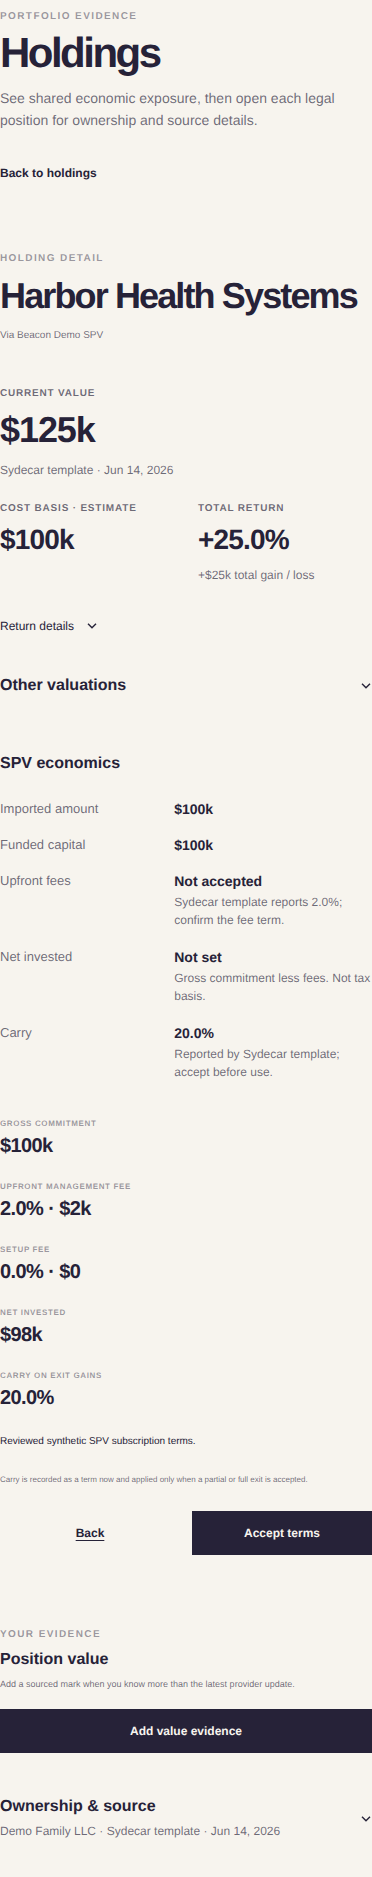 PORTFOLIO EVIDENCE
Holdings
See shared economic exposure, then open each legal
position for ownership and source details.
Back to holdings
HOLDING DETAIL
Harbor Health Systems
Via Beacon Demo SPV
CURRENT VALUE
$125k
Sydecar template · Jun 14, 2026
COST BASIS · ESTIMATE
$100k
TOTAL RETURN
+25.0%
+$25k total gain / loss
Return details
Other valuations
SPV economics
Imported amount
$100k
Funded capital
$100k
Upfront fees
Not accepted
Sydecar template reports 2.0%;
confirm the fee term.
Net invested
Not set
Gross commitment less fees. Not tax
basis.
Carry
20.0%
Reported by Sydecar template;
accept before use.
GROSS COMMITMENT
$100k
UPFRONT MANAGEMENT FEE
2.0% · $2k
SETUP FEE
0.0% · $0
NET INVESTED
$98k
CARRY ON EXIT GAINS
20.0%
Reviewed synthetic SPV subscription terms.
Carry is recorded as a term now and applied only when a partial or full exit is accepted.
Back
Accept terms
YOUR EVIDENCE
Position value
Add a sourced mark when you know more than the latest provider update.
Add value evidence
Ownership & source
Demo Family LLC · Sydecar template · Jun 14, 2026